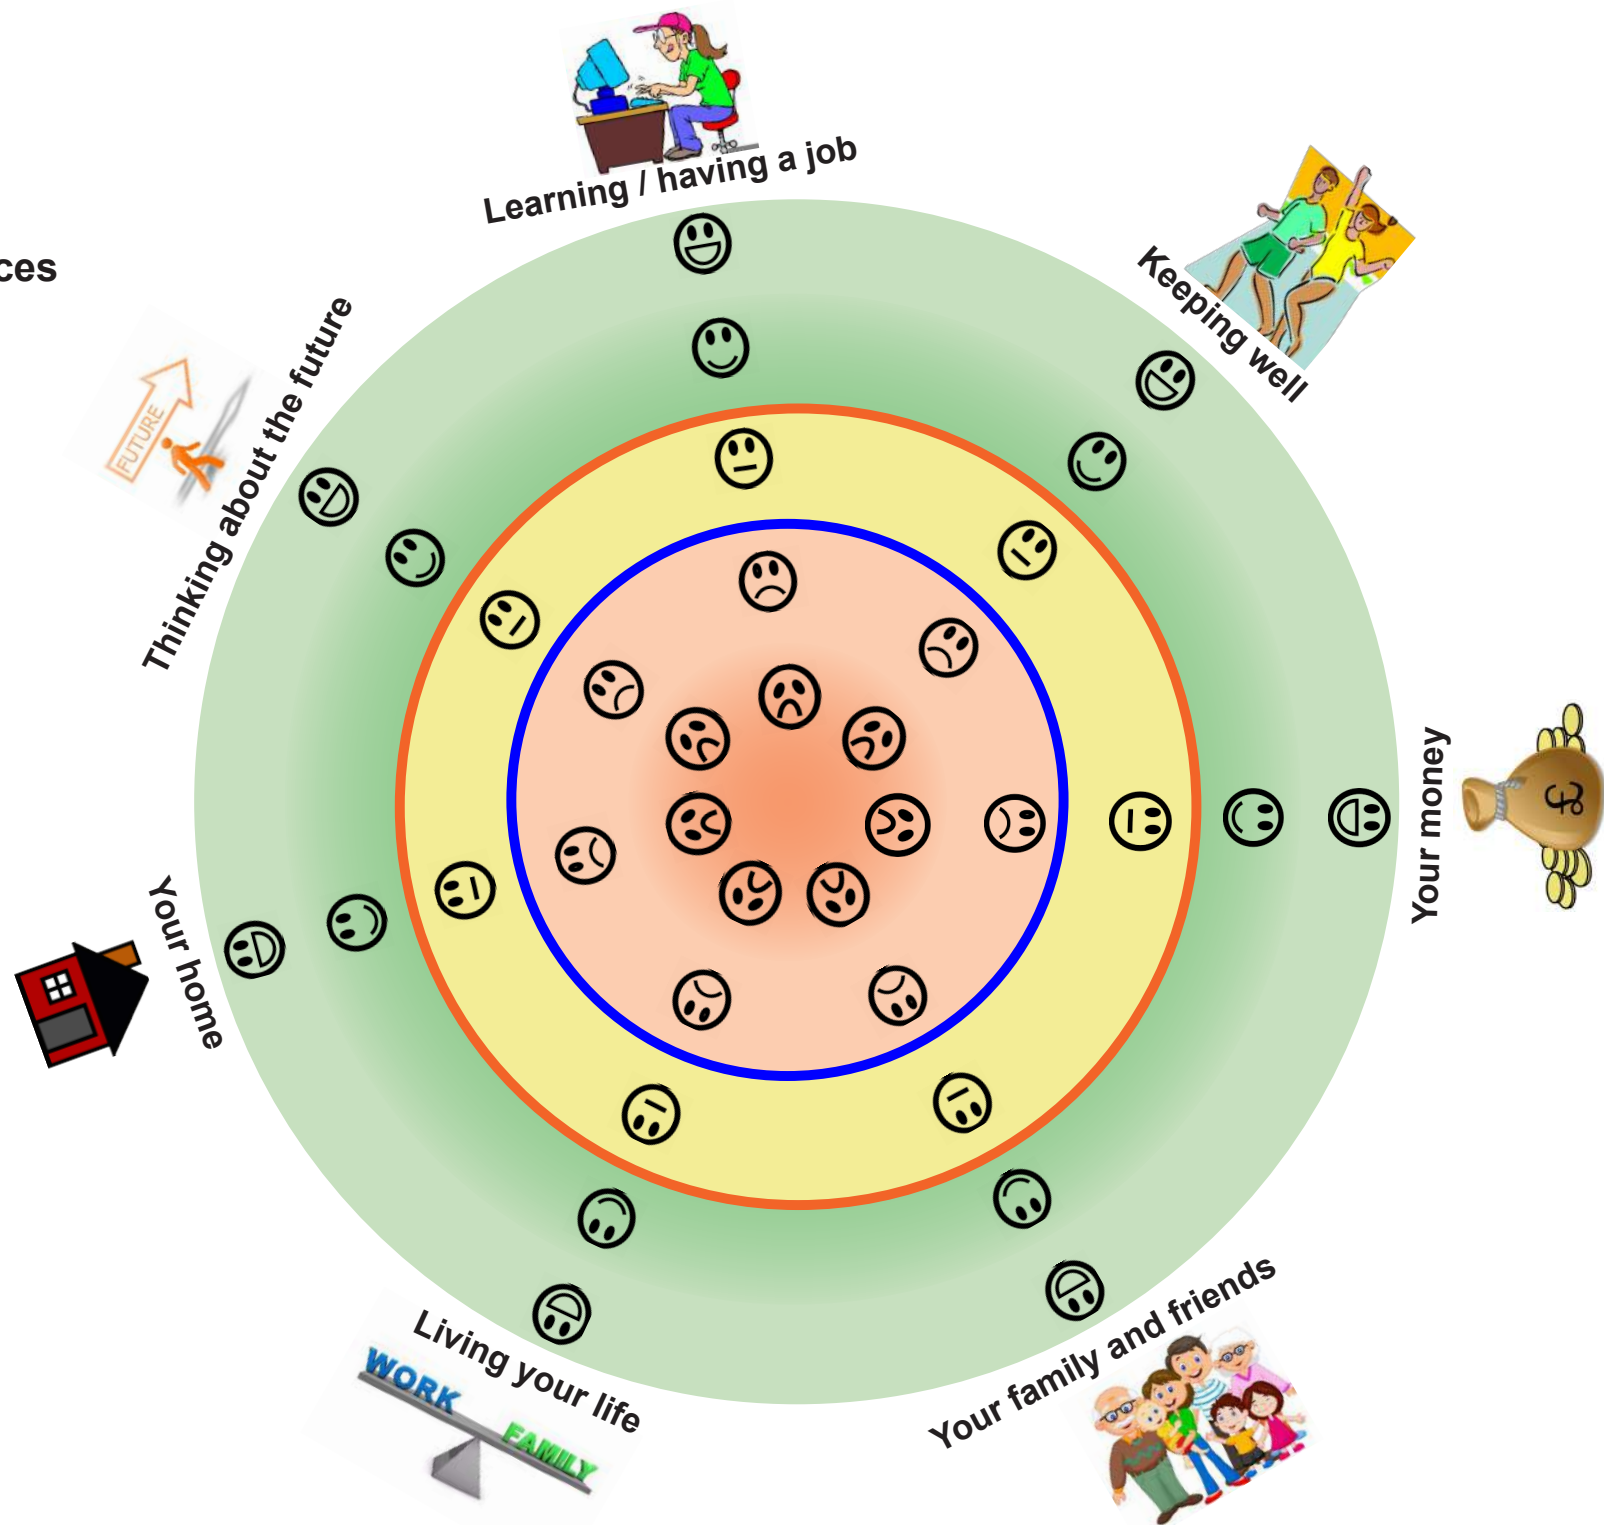 Learning / having a job
Keeping well
ces
Thinking about the future
FUTURE
Your money
£
Your home
Living your life
WORK
FAMILY
Your family and friends